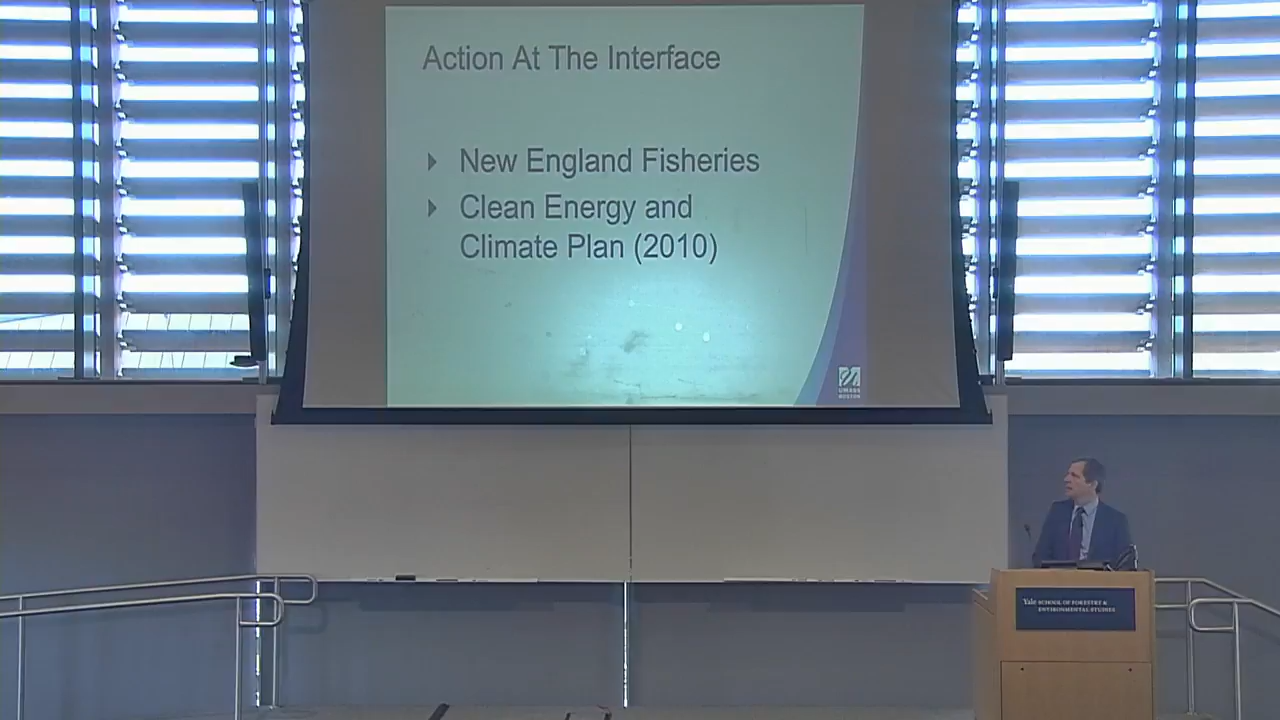 Action At The Interface
New England Fisheries
Clean Energy and
Climate Plan (2010)
UMASS
BOSTON
Yale SCHOOL OF FORESTRY &
ENVIRONMENTAL STUDIES